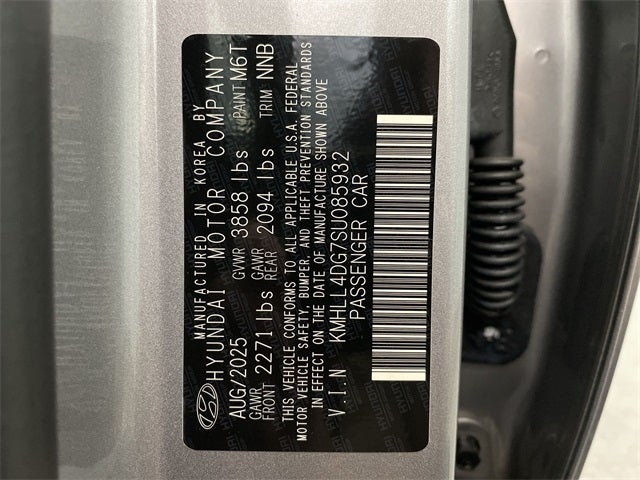 MANUFACTURED IN KOREA BY
HYUNDAI MOTOR COMPANY
AUG/2025 GVWR 3858 lbs PAINT M6T
GAWR FRONT 2271 lbs GAWR REAR 2094 lbs TRIM NNB
THIS VEHICLE CONFORMS TO ALL APPLICABLE U.S.A. FEDERAL
MOTOR VEHICLE SAFETY, BUMPER, AND THEFT PREVENTION STANDARDS
IN EFFECT ON THE DATE OF MANUFACTURE SHOWN ABOVE
V.I.N KMHLL4DG7SU085932
PASSENGER CAR